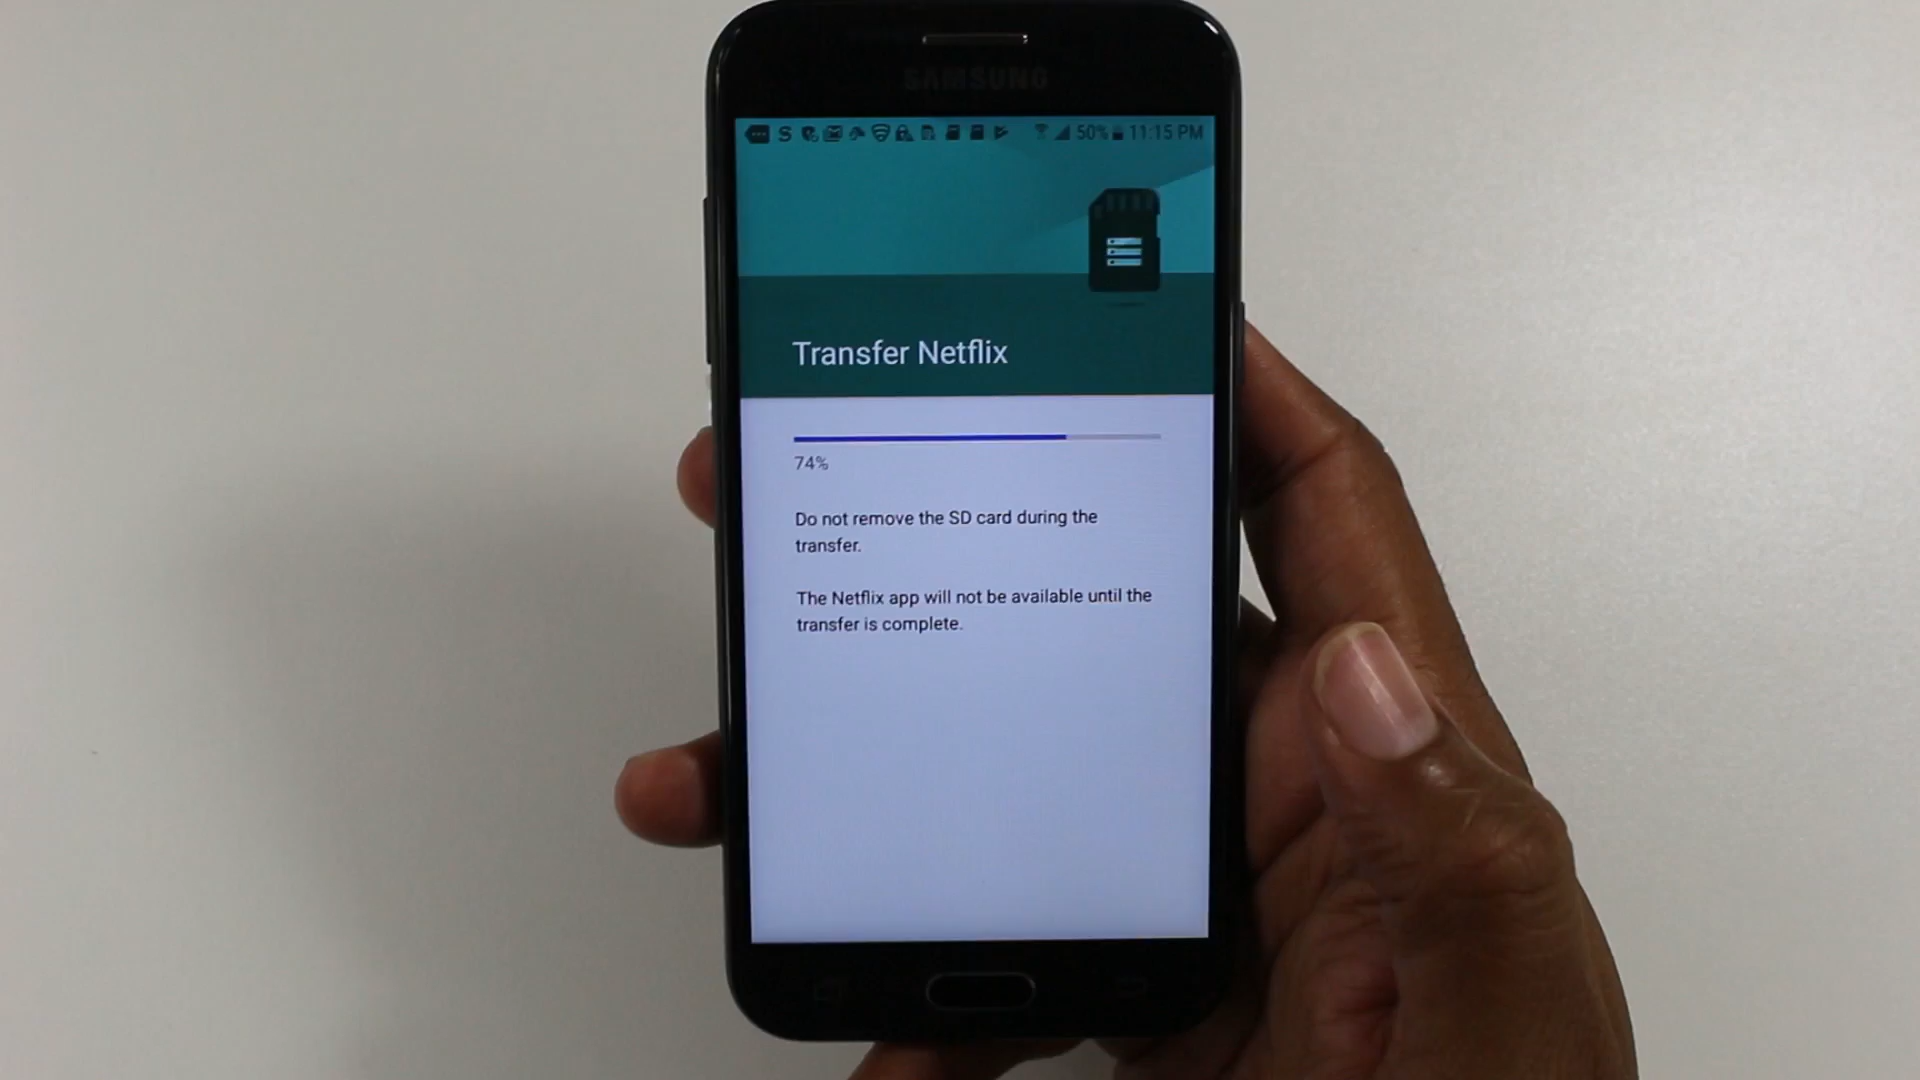 SAMSUNG
50% 11:15 PM
Transfer Netflix
74%
Do not remove the SD card during the
transfer.
The Netflix app will not be available until the
transfer is complete.